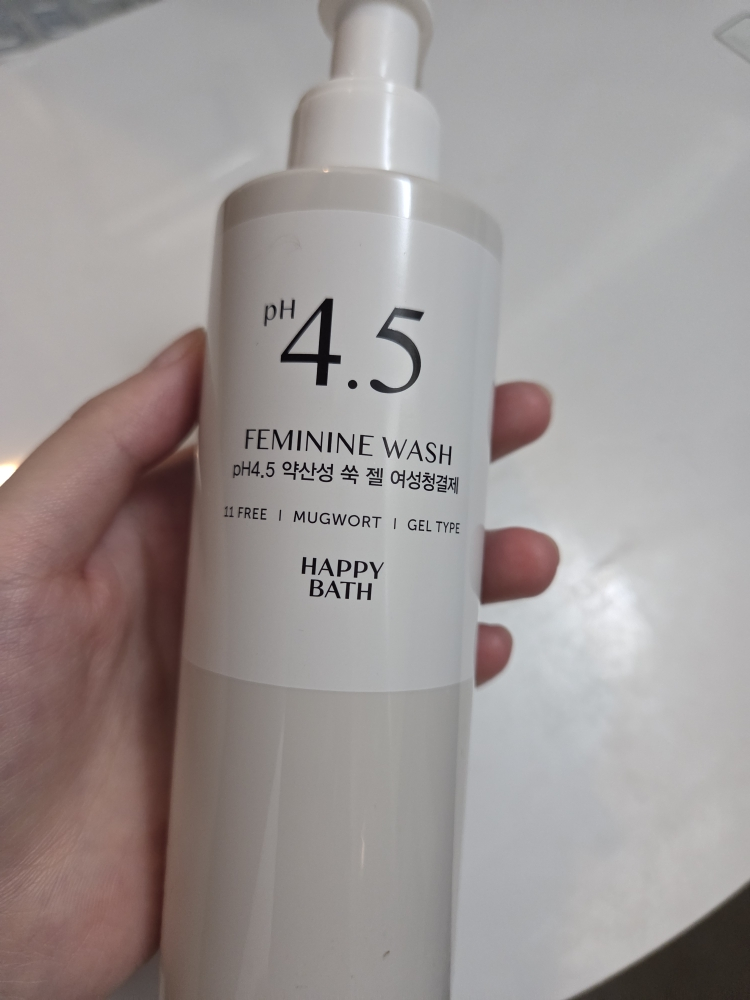 pH 4.5
FEMININE WASH
pH4.5 약산성 쑥 젤 여성청결제
11 FREE | MUGWORT | GEL TYPE
HAPPY
BATH